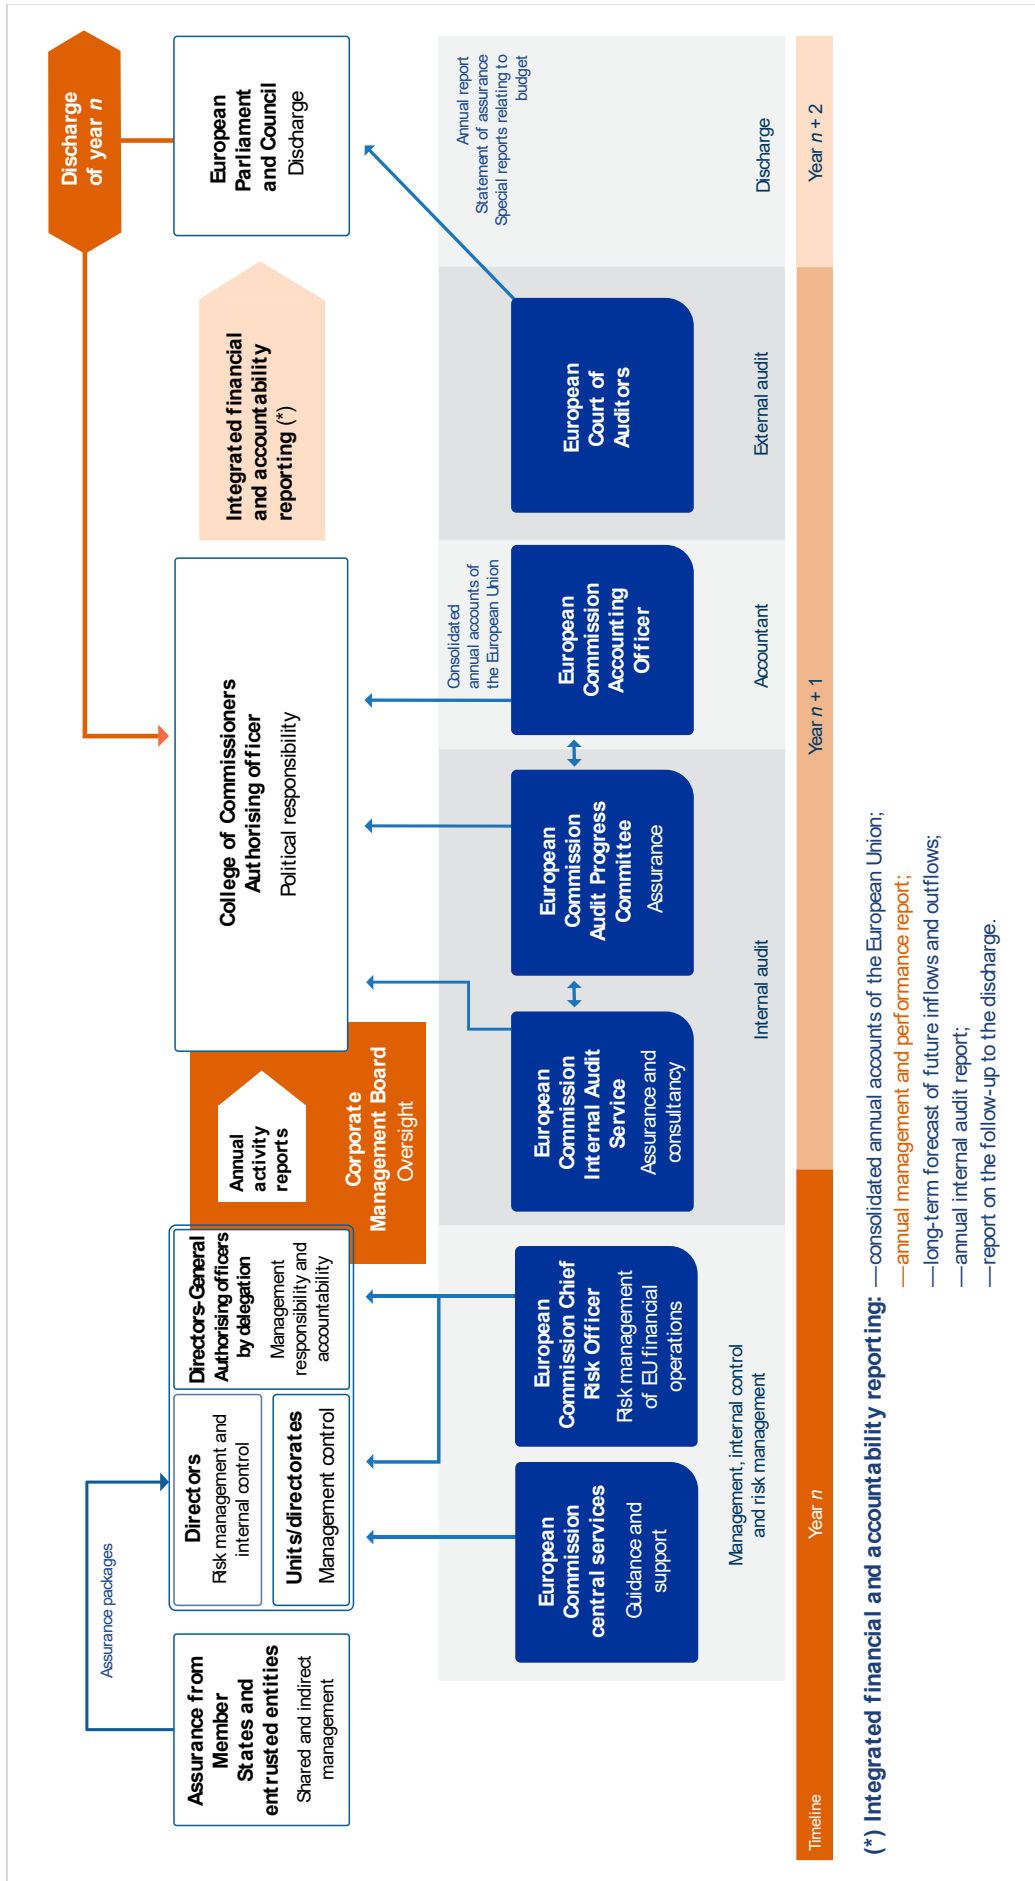 Assurance packages
Assurance from
Member
States and
entrusted entities
Shared and indirect
management
Directors
Risk management and
internal control
Units/directorates
Management control
Directors-General
Authorising officers
by delegation
Management
responsibility and
accountability
Annual
activity
reports
Corporate
Management Board
Oversight
College of Commissioners
Authorising officer
Political responsibility
Integrated financial
and accountability
reporting (*)
European
Parliament
and Council
Discharge
Discharge
of year n
European
Commission
central services
Guidance and
support
European
Commission Chief
Risk Officer
Risk management
of EU financial
operations
Management, internal control
and risk management
European
Commission
Internal Audit
Service
Assurance and
consultancy
European
Commission
Audit Progress
Committee
Assurance
Internal audit
Consolidated
annual accounts of
the European Union
European
Commission
Accounting
Officer
Accountant
European
Court of
Auditors
External audit
Annual report
Statement of assurance
Special reports relating to
budget
Discharge
Timeline
Year n
Year n + 1
Year n + 2
(*) Integrated financial and accountability reporting: —consolidated annual accounts of the European Union;
—annual management and performance report;
—long-term forecast of future inflows and outflows;
—annual internal audit report;
—report on the follow-up to the discharge.